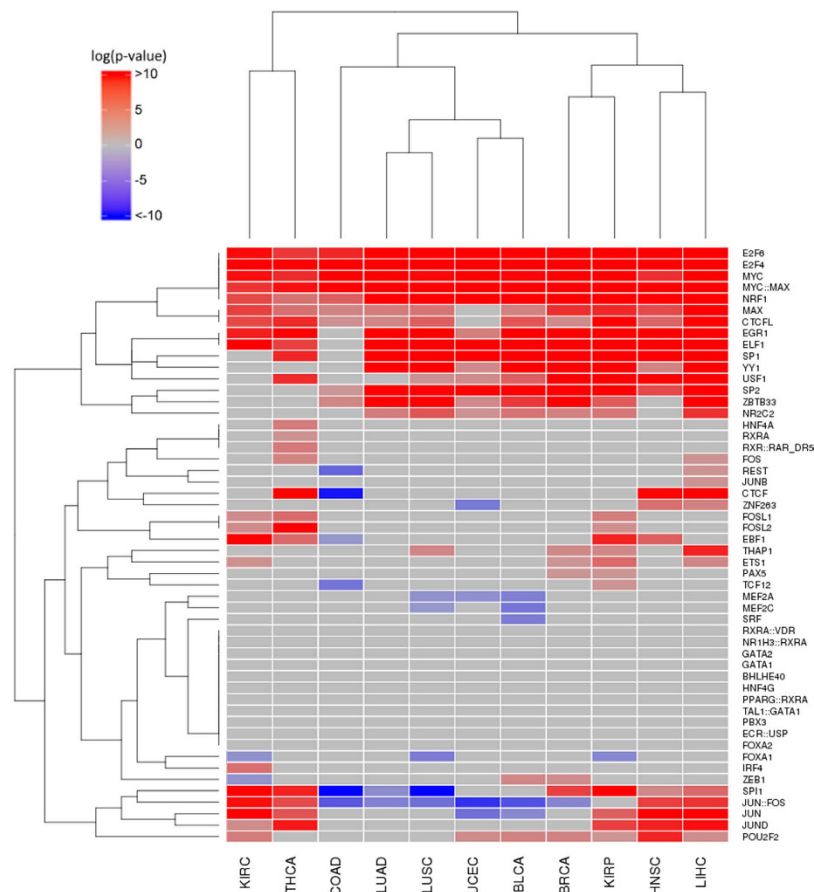 log(p-value)
>10
5
0
-5
<-10
E2F6
E2F4
MYC
MYC::MAX
NRF1
MAX
CTCFL
EGR1
ELF1
SP1
YY1
USF1
SP2
ZBTB33
NR2C2
HNF4A
RXRA
RXR::RAR_DR5
FOS
REST
JUNB
CTCF
ZNF263
FOSL1
FOSL2
EBF1
THAP1
ETS1
PAX5
TCF12
MEF2A
MEF2C
SRF
RXRA::VDR
NR1H3::RXRA
GATA2
GATA1
BHLHE40
HNF4G
PPARG::RXRA
TAL1::GATA1
PBX3
ECR::USP
FOXA2
FOXA1
IRF4
ZEB1
SPI1
JUN::FOS
JUN
JUND
POU2F2
KIRC
THCA
COAD
LUAD
LUSC
UCEC
BLCA
BRCA
KIRP
HNSC
LIHC